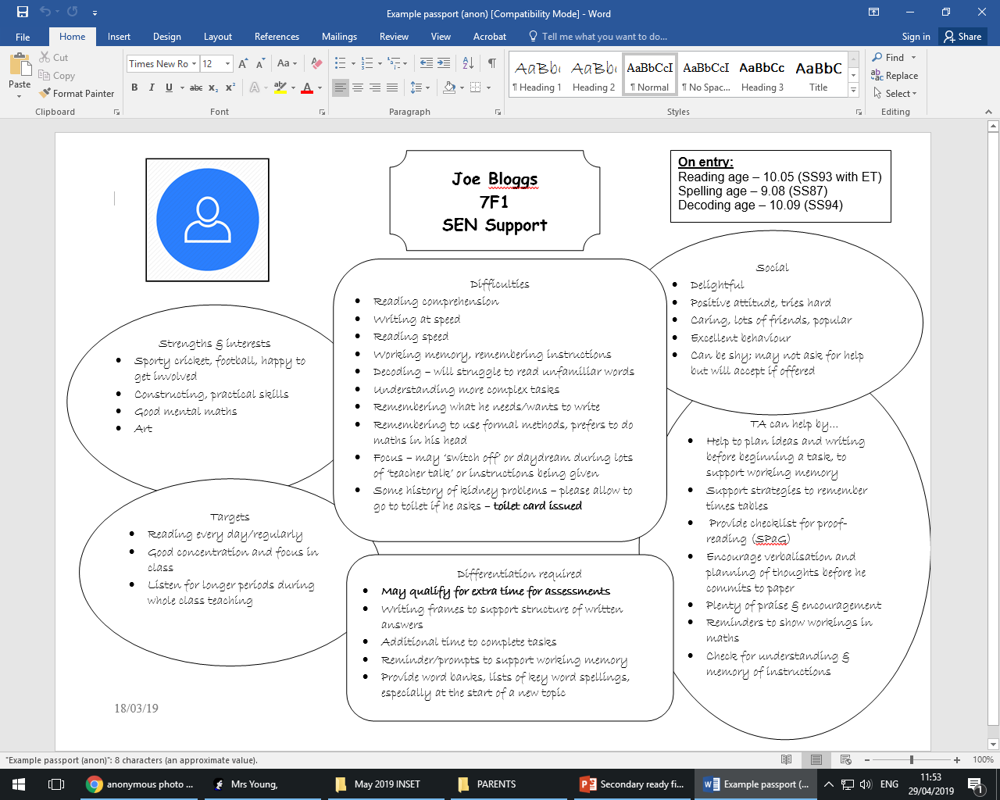 Example passport (anon) [Compatibility Mode] - Word
File Home Insert Design Layout References Mailings Review View Acrobat Tell me what you want to do... Sign in Share
Paste
Cut
Copy
Format Painter
Clipboard
Times New Ro 12
Font
Paragraph
AaBbC AaBbC AaBbCcI AaBbCcI AaBbCc AaBbC
¶ Heading 1 Heading 2 ¶ Normal ¶ No Spac... Heading 3 Title
Styles
Find
Replace
Select
Editing
Joe Bloggs
7F1
SEN Support
On entry:
Reading age – 10.05 (SS93 with ET)
Spelling age – 9.08 (SS87)
Decoding age – 10.09 (SS94)
Strengths & interests
• Sporty cricket, football, happy to
get involved
• Constructing, practical skills
• Good mental maths
• Art
Difficulties
• Reading comprehension
• Writing at speed
• Reading speed
• Working memory, remembering instructions
• Decoding – will struggle to read unfamiliar words
• Understanding more complex tasks
• Remembering what he needs/wants to write
• Remembering to use formal methods, prefers to do
maths in his head
• Focus – may ‘switch off’ or daydream during lots
of ‘teacher talk’ or instructions being given
• Some history of kidney problems – please allow to
go to toilet if he asks – toilet card issued
Social
• Delightful
• Positive attitude, tries hard
• Caring, lots of friends, popular
• Excellent behaviour
• Can be shy; may not ask for help
but will accept if offered
Targets
• Reading every day/regularly
• Good concentration and focus in
class
• Listen for longer periods during
whole class teaching
Differentiation required
• May qualify for extra time for assessments
• Writing frames to support structure of written
answers
• Additional time to complete tasks
• Reminder/prompts to support working memory
• Provide word banks, lists of key word spellings,
especially at the start of a new topic
TA can help by...
• Help to plan ideas and writing
before beginning a task, to
support working memory
• Support strategies to remember
times tables
• Provide checklist for proof-
reading (SPaG)
• Encourage verbalisation and
planning of thoughts before he
commits to paper
• Plenty of praise & encouragement
• Reminders to show workings in
maths
• Check for understanding &
memory of instructions
18/03/19
"Example passport (anon)": 8 characters (an approximate value).
100%
anonymous photo ... Mrs Young, May 2019 INSET PARENTS Secondary ready fi... Example passport (... ENG
11:53
29/04/2019
1